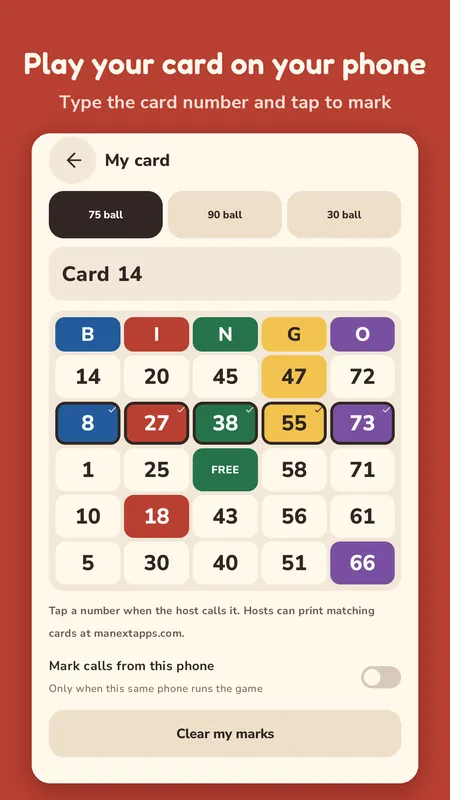 Play your card on your phone
Type the card number and tap to mark
My card
75 ball 90 ball 30 ball
Card 14
B I N G O
14 20 45 47 72
8 27 38 55 73
1 25 FREE 58 71
10 18 43 56 61
5 30 40 51 66
Tap a number when the host calls it. Hosts can print matching
cards at manextapps.com.
Mark calls from this phone
Only when this same phone runs the game
Clear my marks